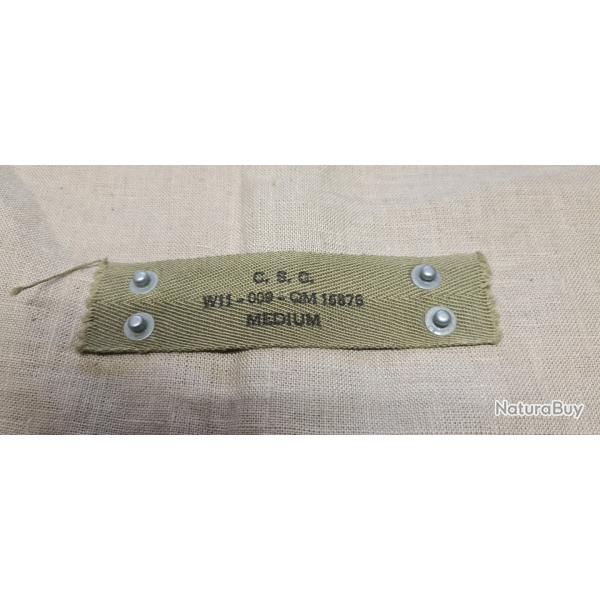 C. S. G.
W11-009-QM 15876
MEDIUM
NaturaBuy